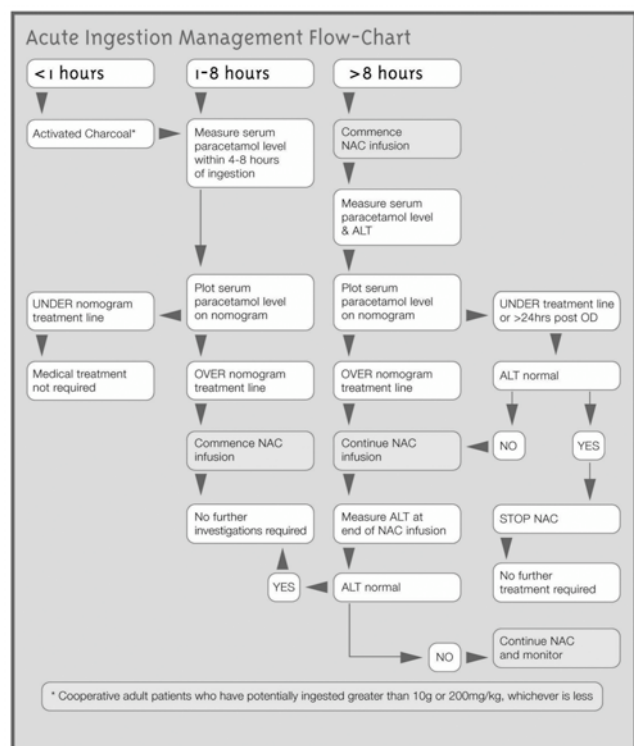 Acute Ingestion Management Flow-Chart
<1 hours
1-8 hours
>8 hours
Activated Charcoal*
Measure serum
paracetamol level
within 4-8 hours
of ingestion
Commence
NAC infusion
Measure serum
paracetamol level
& ALT
UNDER nomogram
treatment line
Plot serum
paracetamol level
on nomogram
Plot serum
paracetamol level
on nomogram
UNDER treatment line
or >24hrs post OD
Medical treatment
not required
OVER nomogram
treatment line
OVER nomogram
treatment line
ALT normal
Commence NAC
infusion
Continue NAC
infusion
NO
YES
No further
investigations required
Measure ALT at
end of NAC infusion
STOP NAC
YES
ALT normal
No further
treatment required
NO
Continue NAC
and monitor
* Cooperative adult patients who have potentially ingested greater than 10g or 200mg/kg, whichever is less